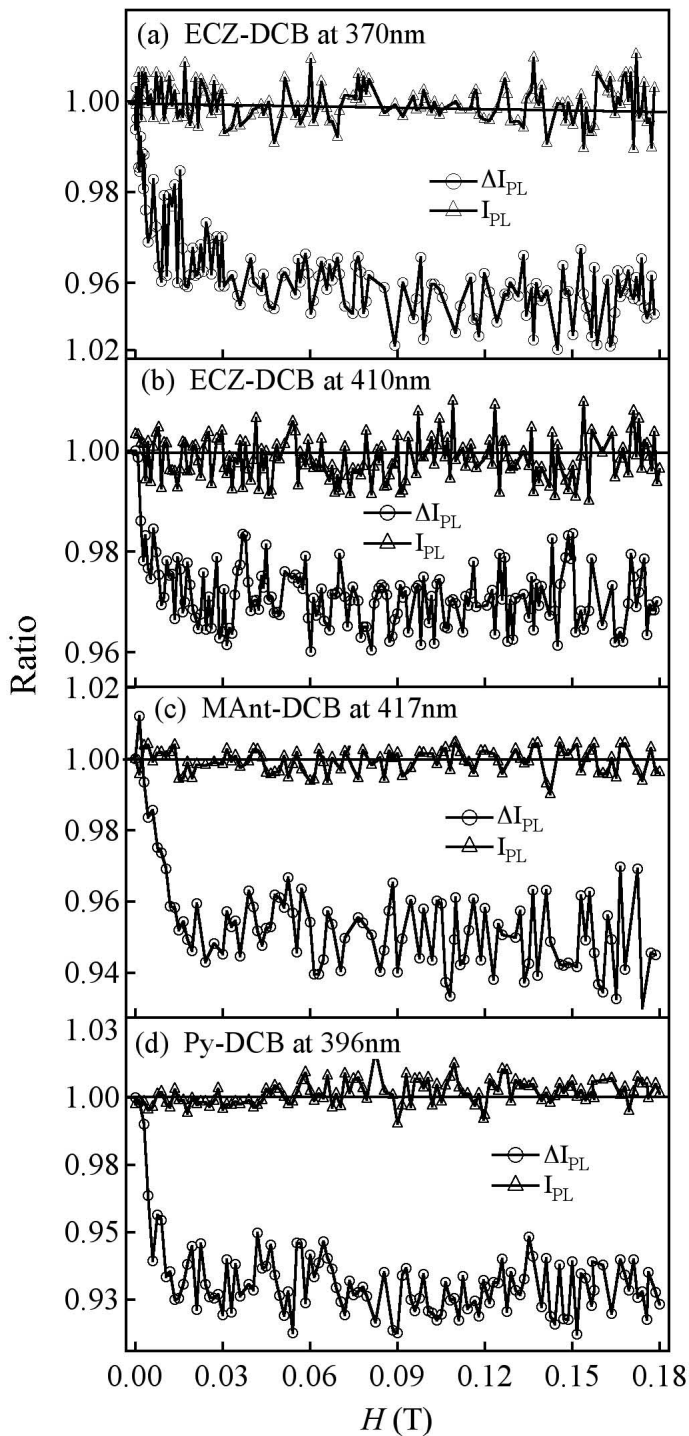 (a) ECZ-DCB at 370nm
1.00
0.98
0.96
ΔI_PL
I_PL
1.02
(b) ECZ-DCB at 410nm
1.00
0.98
0.96
ΔI_PL
I_PL
Ratio
1.02
(c) MAnt-DCB at 417nm
1.00
0.98
0.96
0.94
ΔI_PL
I_PL
1.03
(d) Py-DCB at 396nm
1.00
0.98
0.95
0.93
ΔI_PL
I_PL
0.00 0.03 0.06 0.09 0.12 0.15 0.18
H (T)